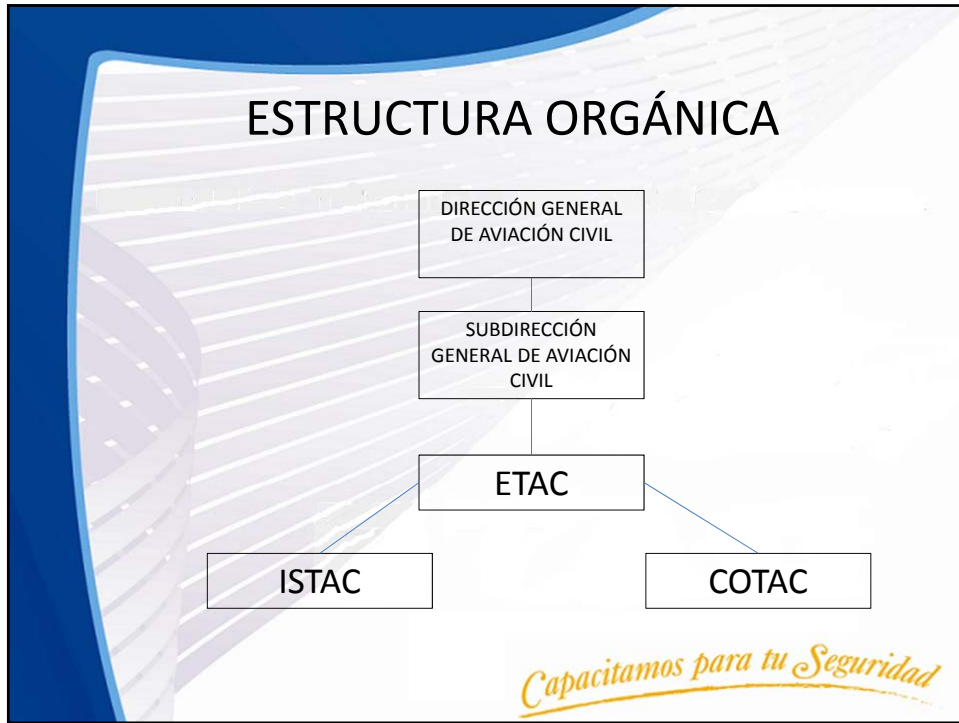 ESTRUCTURA ORGÁNICA
DIRECCIÓN GENERAL
DE AVIACIÓN CIVIL
SUBDIRECCIÓN
GENERAL DE AVIACIÓN
CIVIL
ETAC
ISTAC
COTAC
Capacitamos para tu Seguridad